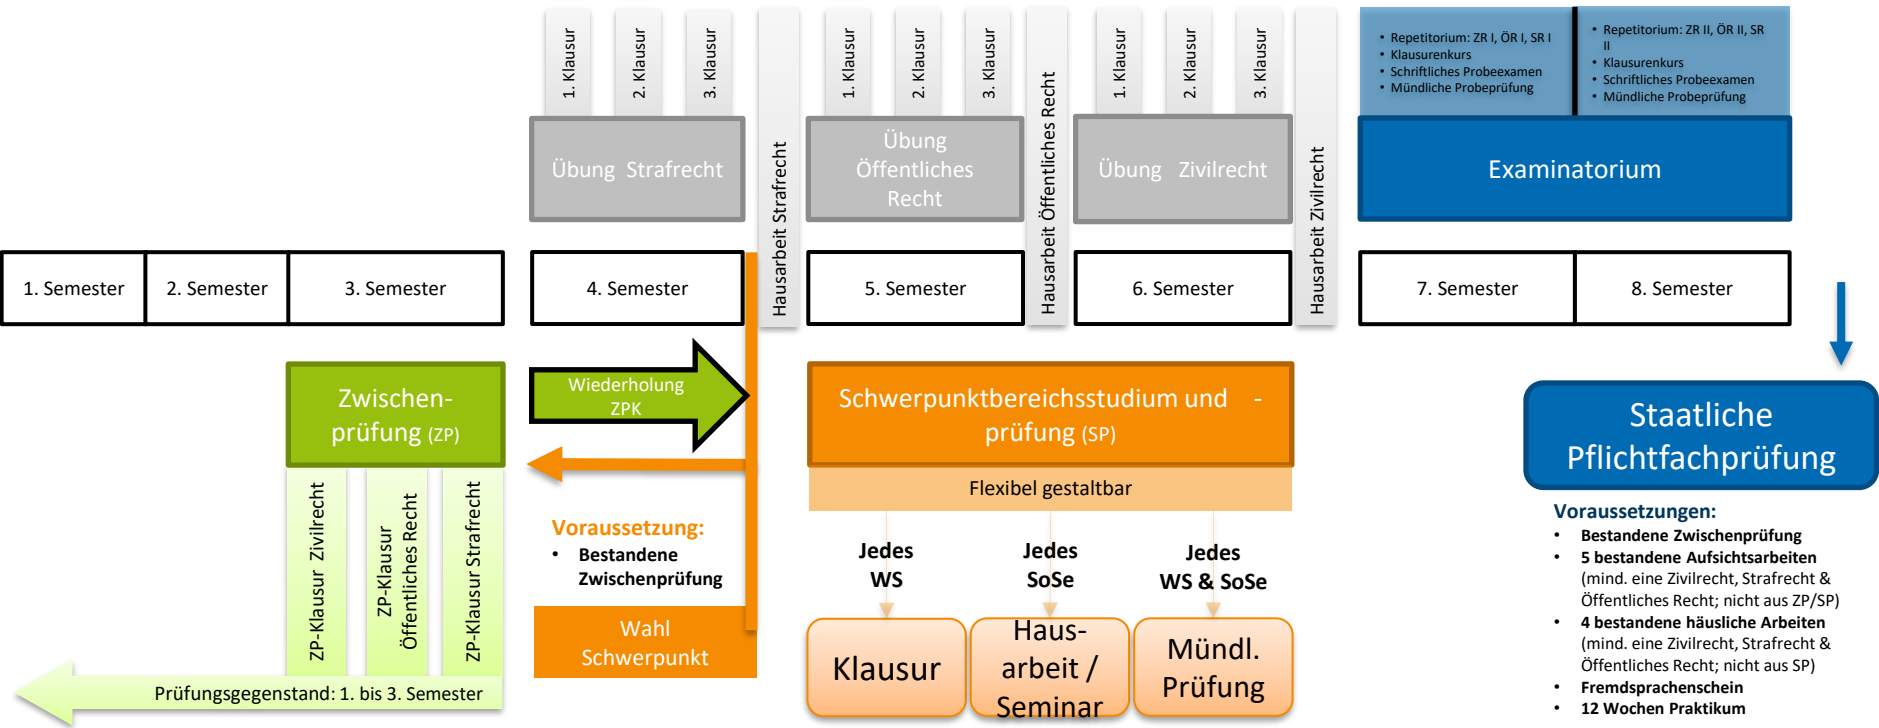 1. Klausur
2. Klausur
3. Klausur
Übung Strafrecht
Hausarbeit Strafrecht
1. Klausur
2. Klausur
3. Klausur
Übung
Öffentliches
Recht
Hausarbeit Öffentliches Recht
1. Klausur
2. Klausur
3. Klausur
Übung Zivilrecht
Hausarbeit Zivilrecht
• Repetitorium: ZR I, ÖR I, SR I
• Klausurenkurs
• Schriftliches Probeexamen
• Mündliche Probeprüfung
• Repetitorium: ZR II, ÖR II, SR
II
• Klausurenkurs
• Schriftliches Probeexamen
• Mündliche Probeprüfung
Examinatorium
1. Semester
2. Semester
3. Semester
4. Semester
5. Semester
6. Semester
7. Semester
8. Semester
Zwischen-
prüfung (ZP)
ZP-Klausur Zivilrecht
ZP-Klausur
Öffentliches Recht
ZP-Klausur Strafrecht
Prüfungsgegenstand: 1. bis 3. Semester
Wiederholung
ZPK
Voraussetzung:
• Bestandene
Zwischenprüfung
Wahl
Schwerpunkt
Schwerpunktbereichsstudium und -
prüfung (SP)
Flexibel gestaltbar
Jedes
WS
Jedes
SoSe
Jedes
WS & SoSe
Klausur
Haus-
arbeit /
Seminar
Mündl.
Prüfung
Staatliche
Pflichtfachprüfung
Voraussetzungen:
• Bestandene Zwischenprüfung
• 5 bestandene Aufsichtsarbeiten
(mind. eine Zivilrecht, Strafrecht &
Öffentliches Recht; nicht aus ZP/SP)
• 4 bestandene häusliche Arbeiten
(mind. eine Zivilrecht, Strafrecht &
Öffentliches Recht; nicht aus SP)
• Fremdsprachenschein
• 12 Wochen Praktikum